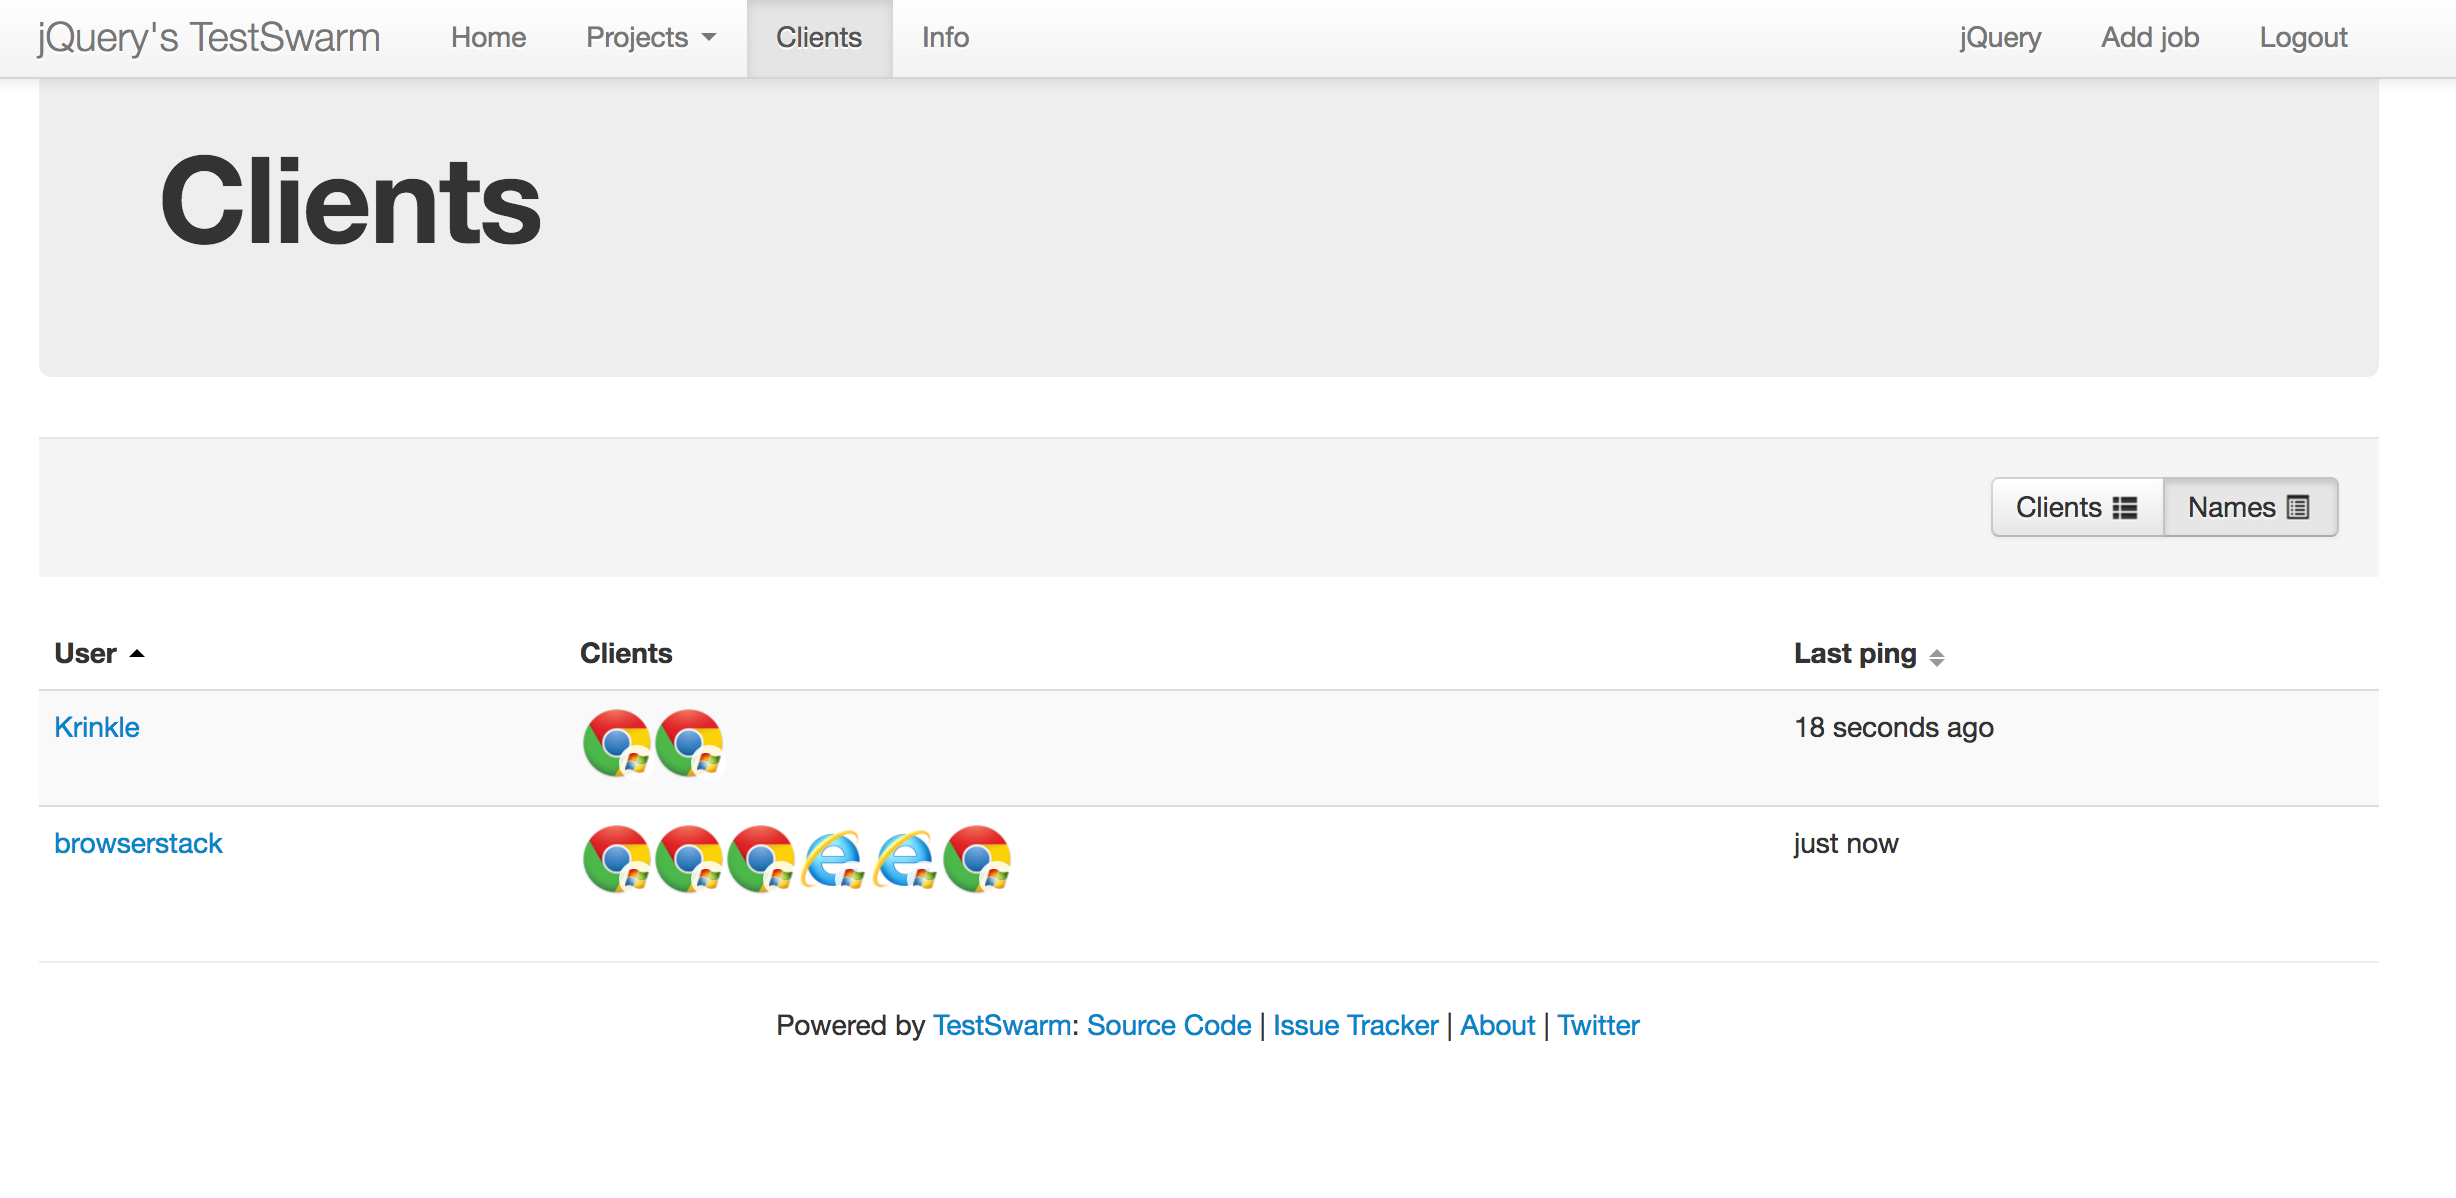 jQuery's TestSwarm Home Projects Clients Info jQuery Add job Logout
Clients
Clients Names
User Clients Last ping
Krinkle 18 seconds ago
browserstack just now
Powered by TestSwarm: Source Code | Issue Tracker | About | Twitter